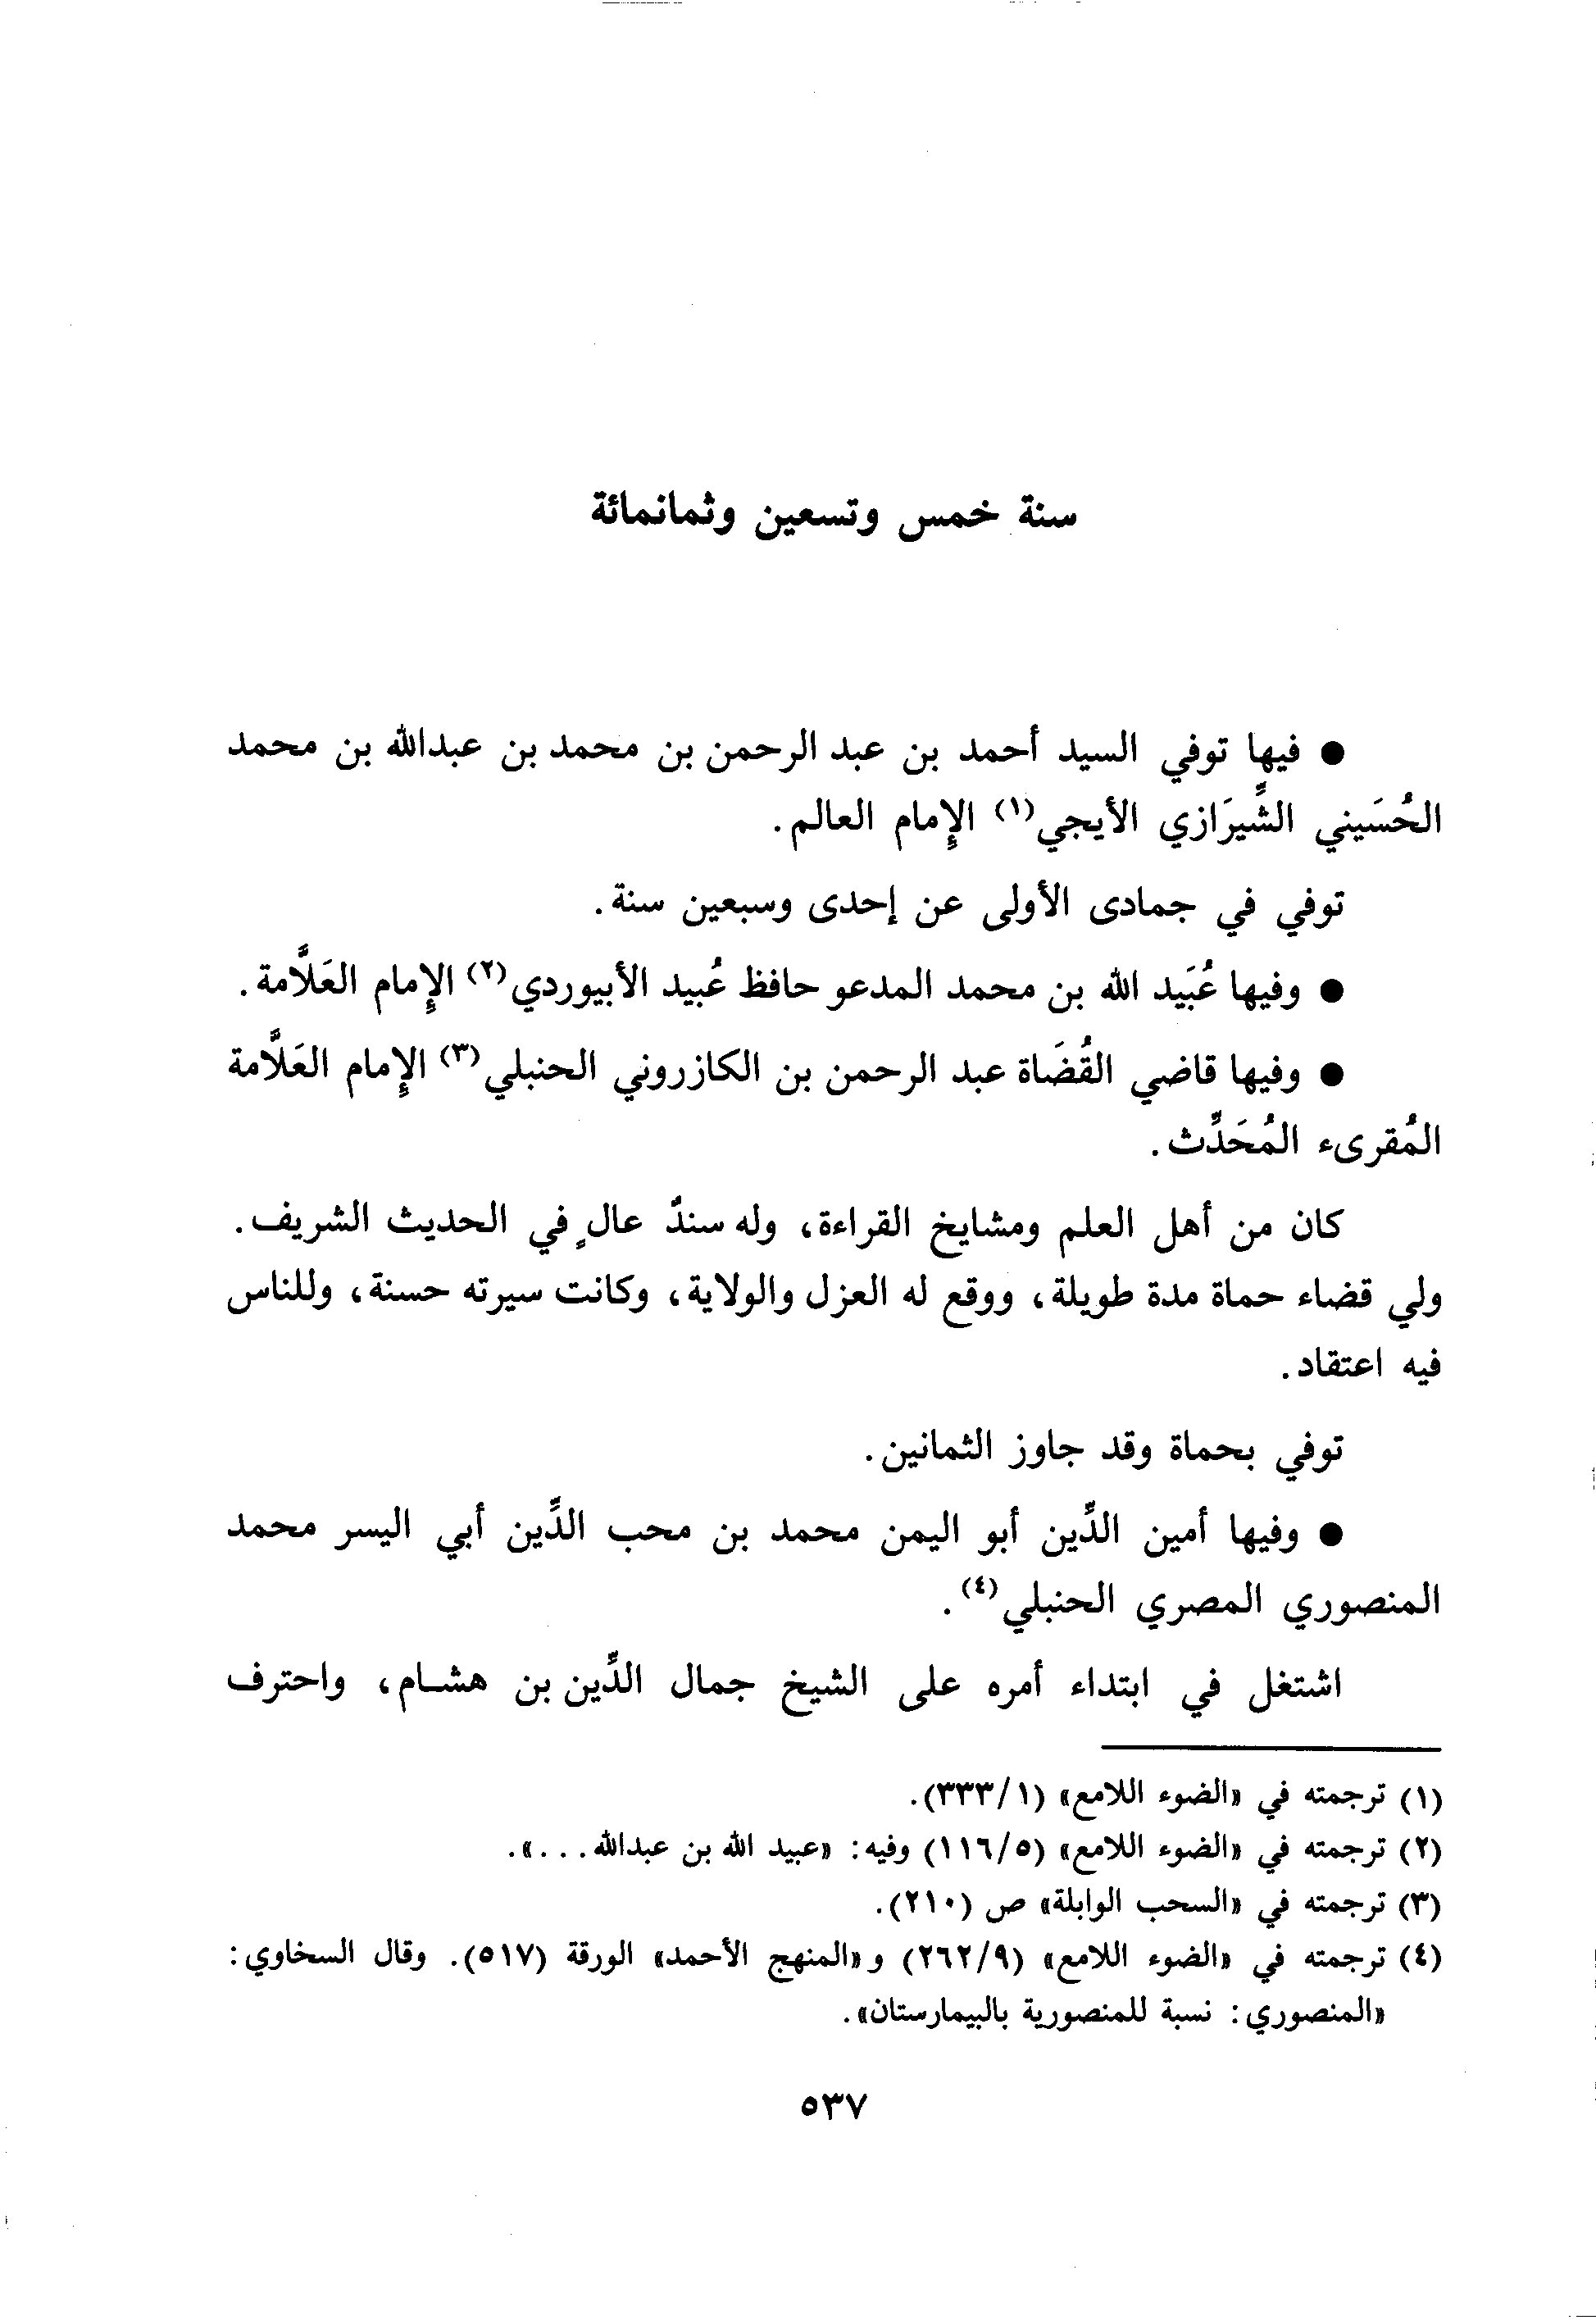 سنة خمس وتسعين وثمانمائة
● فيها توفي السيد أحمد بن عبد الرحمن بن محمد بن عبدالله بن محمد
الحُسَيني الشِّيرَازي الأيجي(١) الإِمام العالم.
توفي في جمادى الأولى عن إحدى وسبعين سنة.
● وفيها عُبَيد الله بن محمد المدعو حافظ عُبيد الأبيوردي(٢) الإِمام العَلاَّمة.
● وفيها قاضي القُضَاة عبد الرحمن بن الكازروني الحنبلي(٣) الإِمام العَلاَّمة
المُقرىء المُحَدِّث.
كان من أهل العلم ومشايخ القراءة، وله سندٌ عالٍ في الحديث الشريف.
ولي قضاء حماة مدة طويلة، ووقع له العزل والولاية، وكانت سيرته حسنة، وللناس
فيه اعتقاد.
توفي بحماة وقد جاوز الثمانين.
● وفيها أمين الدِّين أبو اليمن محمد بن محب الدِّين أبي اليسر محمد
المنصوري المصري الحنبلي(٤).
اشتغل في ابتداء أمره على الشيخ جمال الدِّين بن هشـام، واحترف
(١) ترجمته في «الضوء اللامع» (٣٣٣/١).
(٢) ترجمته في «الضوء اللامع» (١١٦/٥) وفيه: «عبيد الله بن عبدالله...».
(٣) ترجمته في «السحب الوابلة» ص (٢١٠).
(٤) ترجمته في «الضوء اللامع» (٢٦٢/٩) و«المنهج الأحمد» الورقة (٥١٧). وقال السخاوي:
«المنصوري: نسبة للمنصورية بالبيمارستان».
٥٣٧